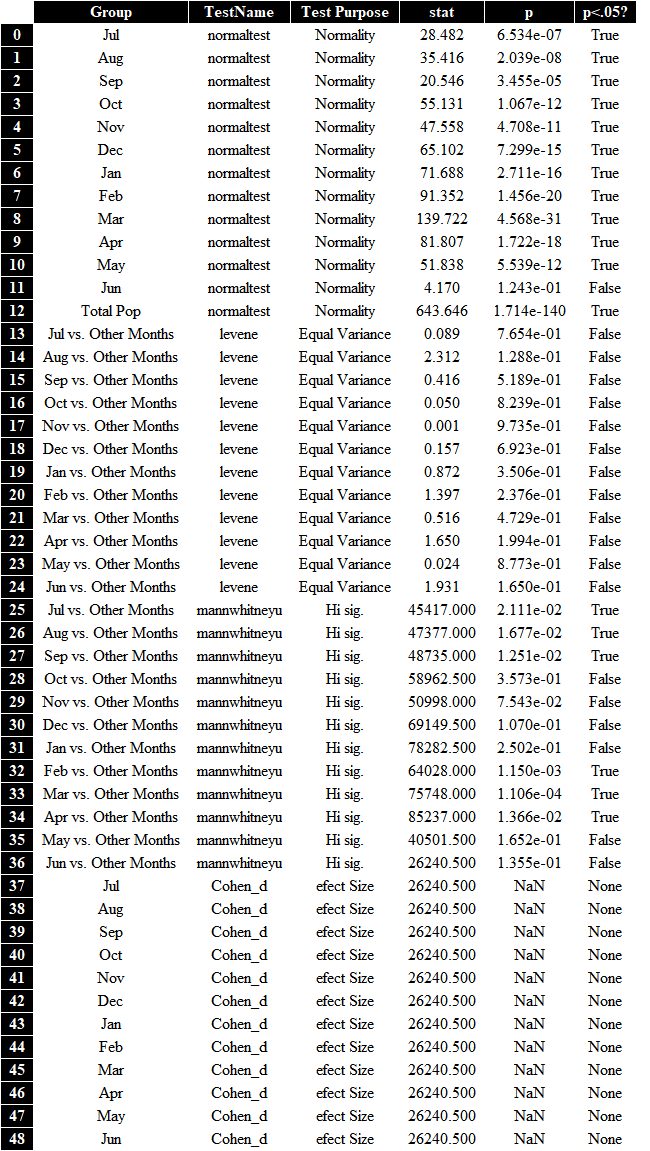 Group TestName Test Purpose stat p p<.05?
0 Jul normaltest Normality 28.482 6.534e-07 True
1 Aug normaltest Normality 35.416 2.039e-08 True
2 Sep normaltest Normality 20.546 3.455e-05 True
3 Oct normaltest Normality 55.131 1.067e-12 True
4 Nov normaltest Normality 47.558 4.708e-11 True
5 Dec normaltest Normality 65.102 7.299e-15 True
6 Jan normaltest Normality 71.688 2.711e-16 True
7 Feb normaltest Normality 91.352 1.456e-20 True
8 Mar normaltest Normality 139.722 4.568e-31 True
9 Apr normaltest Normality 81.807 1.722e-18 True
10 May normaltest Normality 51.838 5.539e-12 True
11 Jun normaltest Normality 4.170 1.243e-01 False
12 Total Pop normaltest Normality 643.646 1.714e-140 True
13 Jul vs. Other Months levene Equal Variance 0.089 7.654e-01 False
14 Aug vs. Other Months levene Equal Variance 2.312 1.288e-01 False
15 Sep vs. Other Months levene Equal Variance 0.416 5.189e-01 False
16 Oct vs. Other Months levene Equal Variance 0.050 8.239e-01 False
17 Nov vs. Other Months levene Equal Variance 0.001 9.735e-01 False
18 Dec vs. Other Months levene Equal Variance 0.157 6.923e-01 False
19 Jan vs. Other Months levene Equal Variance 0.872 3.506e-01 False
20 Feb vs. Other Months levene Equal Variance 1.397 2.376e-01 False
21 Mar vs. Other Months levene Equal Variance 0.516 4.729e-01 False
22 Apr vs. Other Months levene Equal Variance 1.650 1.994e-01 False
23 May vs. Other Months levene Equal Variance 0.024 8.773e-01 False
24 Jun vs. Other Months levene Equal Variance 1.931 1.650e-01 False
25 Jul vs. Other Months mannwhitneyu Hi sig. 45417.000 2.111e-02 True
26 Aug vs. Other Months mannwhitneyu Hi sig. 47377.000 1.677e-02 True
27 Sep vs. Other Months mannwhitneyu Hi sig. 48735.000 1.251e-02 True
28 Oct vs. Other Months mannwhitneyu Hi sig. 58962.500 3.573e-01 False
29 Nov vs. Other Months mannwhitneyu Hi sig. 50998.000 7.543e-02 False
30 Dec vs. Other Months mannwhitneyu Hi sig. 69149.500 1.070e-01 False
31 Jan vs. Other Months mannwhitneyu Hi sig. 78282.500 2.502e-01 False
32 Feb vs. Other Months mannwhitneyu Hi sig. 64028.000 1.150e-03 True
33 Mar vs. Other Months mannwhitneyu Hi sig. 75748.000 1.106e-04 True
34 Apr vs. Other Months mannwhitneyu Hi sig. 85237.000 1.366e-02 True
35 May vs. Other Months mannwhitneyu Hi sig. 40501.500 1.652e-01 False
36 Jun vs. Other Months mannwhitneyu Hi sig. 26240.500 1.355e-01 False
37 Jul Cohen_d efect Size 26240.500 NaN None
38 Aug Cohen_d efect Size 26240.500 NaN None
39 Sep Cohen_d efect Size 26240.500 NaN None
40 Oct Cohen_d efect Size 26240.500 NaN None
41 Nov Cohen_d efect Size 26240.500 NaN None
42 Dec Cohen_d efect Size 26240.500 NaN None
43 Jan Cohen_d efect Size 26240.500 NaN None
44 Feb Cohen_d efect Size 26240.500 NaN None
45 Mar Cohen_d efect Size 26240.500 NaN None
46 Apr Cohen_d efect Size 26240.500 NaN None
47 May Cohen_d efect Size 26240.500 NaN None
48 Jun Cohen_d efect Size 26240.500 NaN None